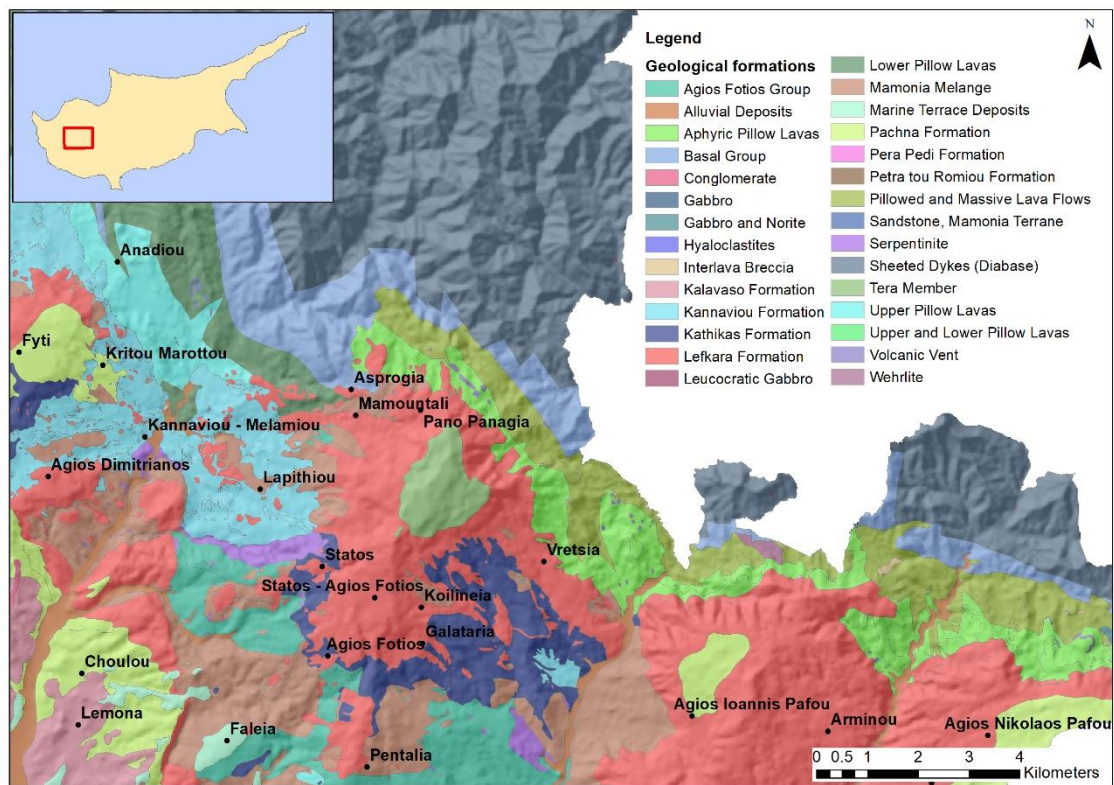 N
Legend
Geological formations
Agios Fotios Group
Alluvial Deposits
Aphyric Pillow Lavas
Basal Group
Conglomerate
Gabbro
Gabbro and Norite
Hyaloclastites
Interlava Breccia
Kalavaso Formation
Kannaviou Formation
Kathikas Formation
Lefkara Formation
Leucocratic Gabbro
Lower Pillow Lavas
Mamonia Melange
Marine Terrace Deposits
Pachna Formation
Pera Pedi Formation
Petra tou Romiou Formation
Pillowed and Massive Lava Flows
Sandstone, Mamonia Terrane
Serpentinite
Sheeted Dykes (Diabase)
Tera Member
Upper Pillow Lavas
Upper and Lower Pillow Lavas
Volcanic Vent
Wehrlite
Anadiou
Fyti
Kritou Marottou
Asprogia
Mamountali
Pano Panagia
Kannaviou - Melamiou
Agios Dimitrianos
Lapithiou
Statos
Vretsia
Statos - Agios Fotios
Koilineia
Galataria
Agios Fotios
Choulou
Lemona
Faleia
Pentalia
Agios Ioannis Pafou
Arminou
Agios Nikolaos Pafou
0 0.5 1 2 3 4
Kilometers